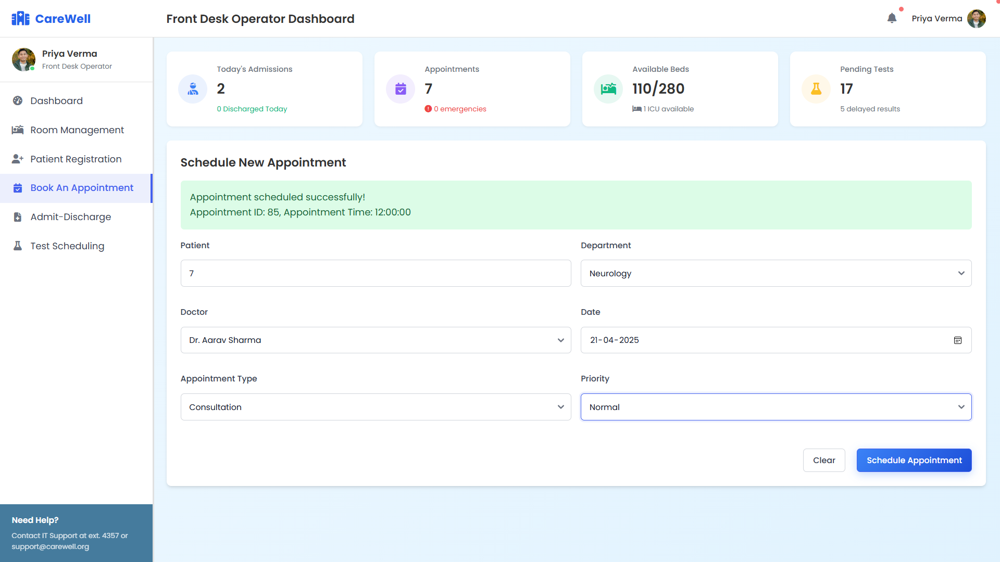 CareWell
Front Desk Operator Dashboard
Priya Verma
Priya Verma
Front Desk Operator
Dashboard
Room Management
Patient Registration
Book An Appointment
Admit-Discharge
Test Scheduling
Need Help?
Contact IT Support at ext. 4357 or
support@carewell.org
Today's Admissions
2
0 Discharged Today
Appointments
7
0 emergencies
Available Beds
110/280
1 ICU available
Pending Tests
17
5 delayed results
Schedule New Appointment
Appointment scheduled successfully!
Appointment ID: 85, Appointment Time: 12:00:00
Patient
7
Department
Neurology
Doctor
Dr. Aarav Sharma
Date
21-04-2025
Appointment Type
Consultation
Priority
Normal
Clear
Schedule Appointment